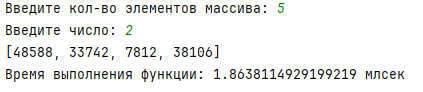 Введите кол-во элементов массива: 5
Введите число: 2
[48588, 33742, 7812, 38106]
Время выполнения функции: 1.8638114929199219 млсек